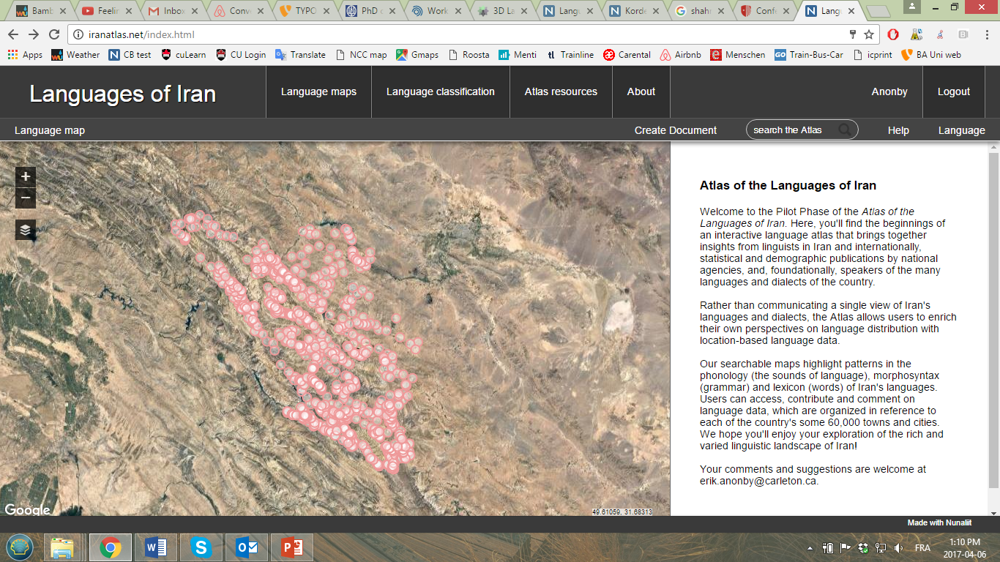 Bamb
Feelin
Inbox
Conv
TYPO
PhD
Work
3D La
Langu
Korde
shahr
Confe
Langu
iranatlas.net/index.html
Apps
Weather
CB test
cuLearn
CU Login
Translate
NCC map
Gmaps
Roosta
Menti
tl Trainline
Carental
Airbnb
Menschen
GO Train-Bus-Car
icprint
BA Uni web
Languages of Iran
Language maps
Language classification
Atlas resources
About
Anonby
Logout
Language map
Create Document
search the Atlas
Help
Language
Atlas of the Languages of Iran
Welcome to the Pilot Phase of the Atlas of the
Languages of Iran. Here, you'll find the beginnings of
an interactive language atlas that brings together
insights from linguists in Iran and internationally,
statistical and demographic publications by national
agencies, and, foundationally, speakers of the many
languages and dialects of the country.
Rather than communicating a single view of Iran's
languages and dialects, the Atlas allows users to enrich
their own perspectives on language distribution with
location-based language data.
Our searchable maps highlight patterns in the
phonology (the sounds of language), morphosyntax
(grammar) and lexicon (words) of Iran's languages.
Users can access, contribute and comment on
language data, which are organized in reference to
each of the country's some 60,000 towns and cities.
We hope you'll enjoy your exploration of the rich and
varied linguistic landscape of Iran!
Your comments and suggestions are welcome at
erik.anonby@carleton.ca.
Google
49.61059, 31.68313
Made with Nunaliit
FRA
1:10 PM
2017-04-06